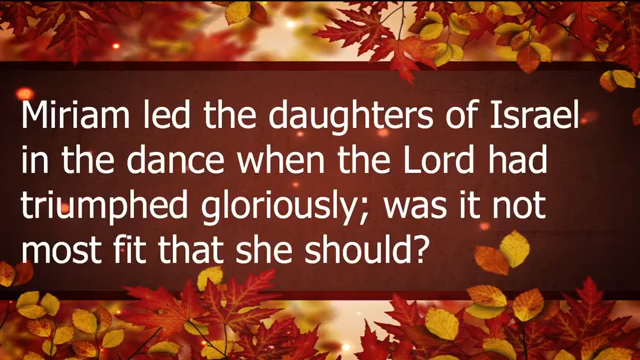 Miriam led the daughters of Israel
in the dance when the Lord had
triumphed gloriously; was it not
most fit that she should?